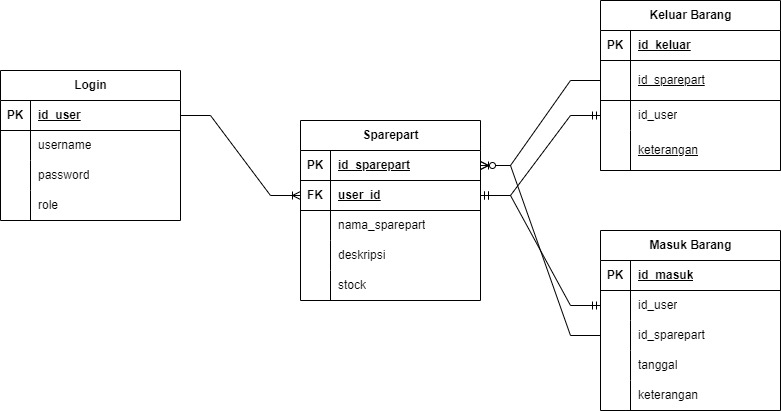 Login
PK id_user
username
password
role
Sparepart
PK id_sparepart
FK user_id
nama_sparepart
deskripsi
stock
Keluar Barang
PK id_keluar
id_sparepart
id_user
keterangan
Masuk Barang
PK id_masuk
id_user
id_sparepart
tanggal
keterangan